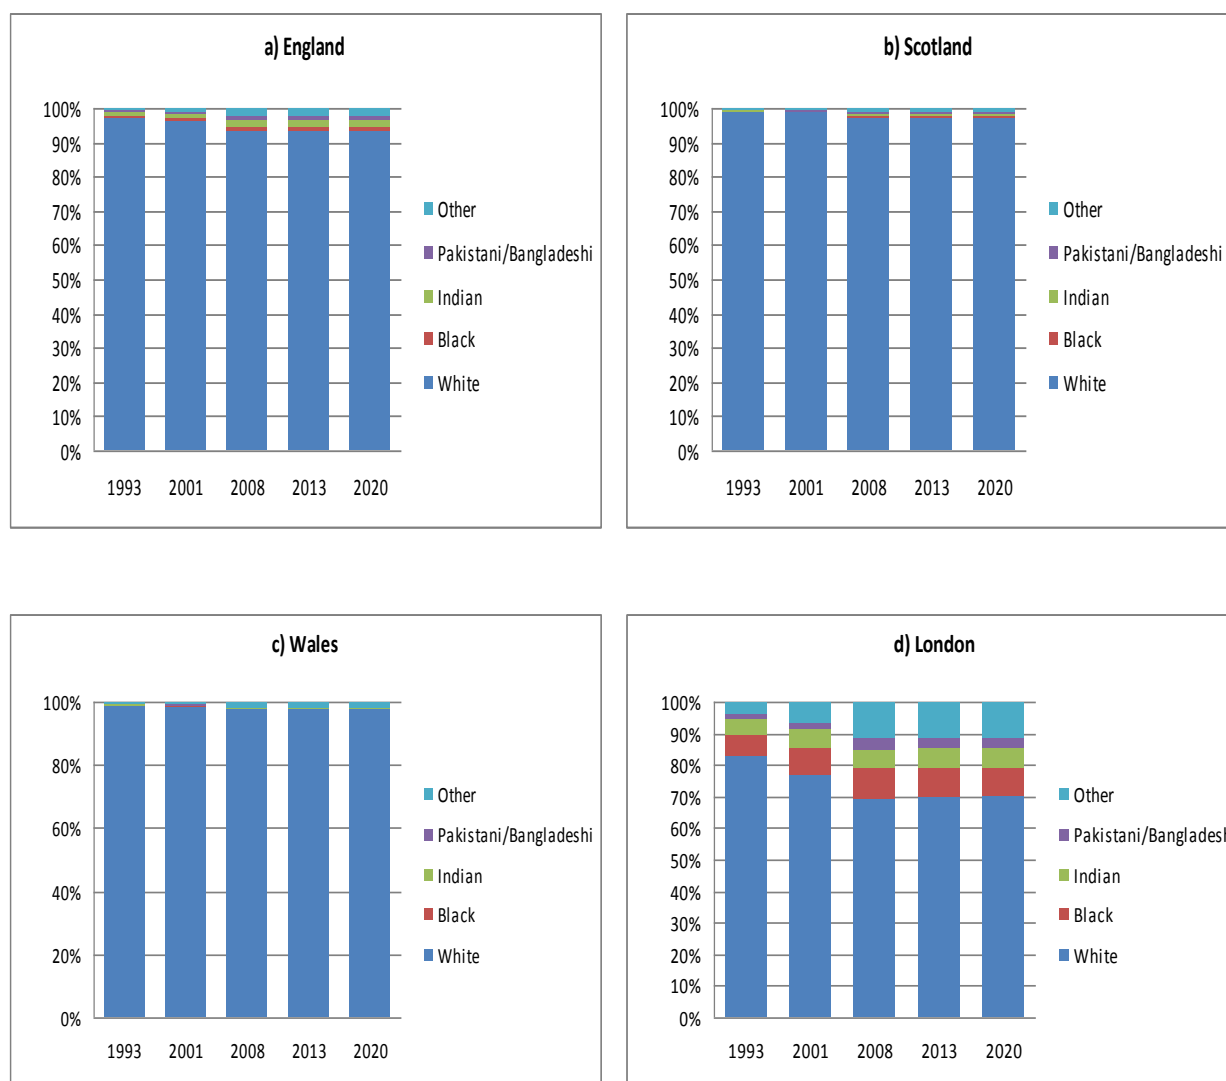 a) England
100%
90%
80%
70%
60%
50%
40%
30%
20%
10%
0%
1993 2001 2008 2013 2020
Other
Pakistani/Bangladeshi
Indian
Black
White
b) Scotland
100%
90%
80%
70%
60%
50%
40%
30%
20%
10%
0%
1993 2001 2008 2013 2020
Other
Pakistani/Bangladeshi
Indian
Black
White
c) Wales
100%
80%
60%
40%
20%
0%
1993 2001 2008 2013 2020
Other
Pakistani/Bangladeshi
Indian
Black
White
d) London
100%
90%
80%
70%
60%
50%
40%
30%
20%
10%
0%
1993 2001 2008 2013 2020
Other
Pakistani/Bangladesh
Indian
Black
White